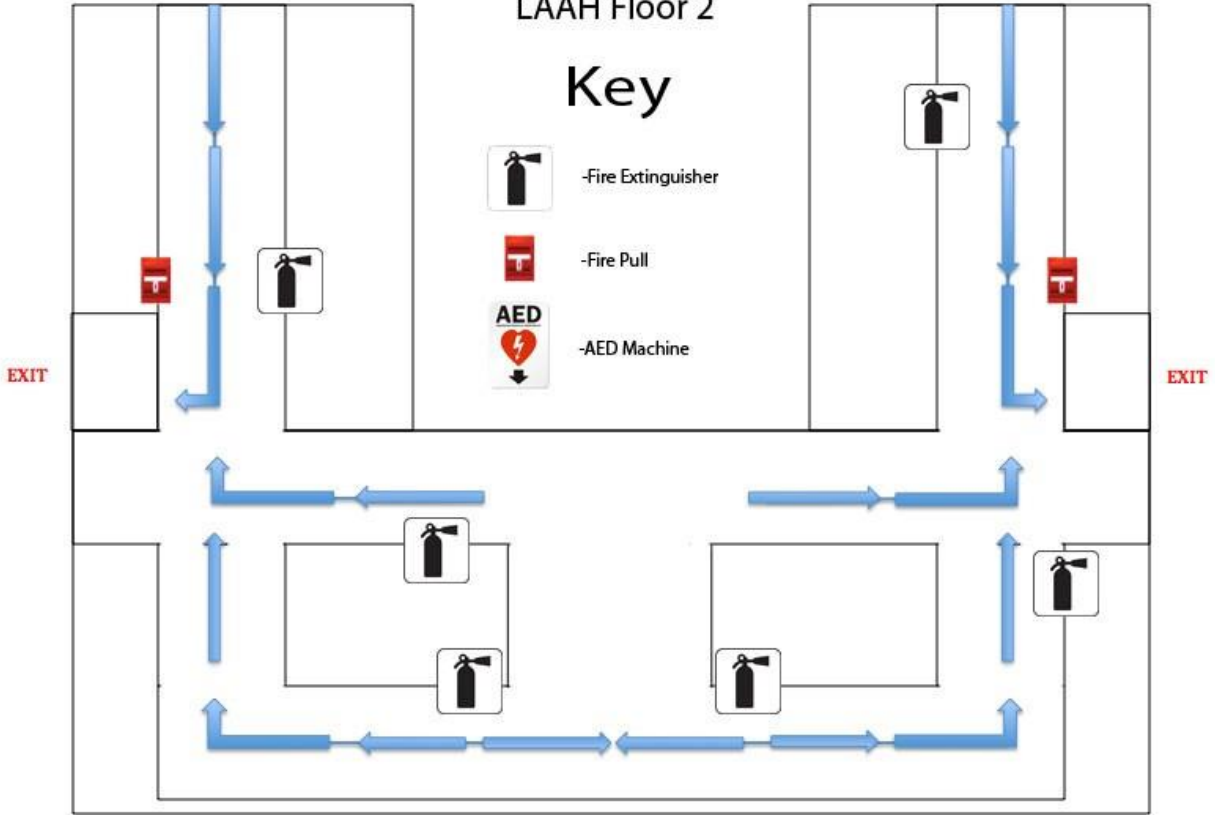 LAAH Floor 2
Key
-Fire Extinguisher
-Fire Pull
AED
-AED Machine
EXIT
EXIT